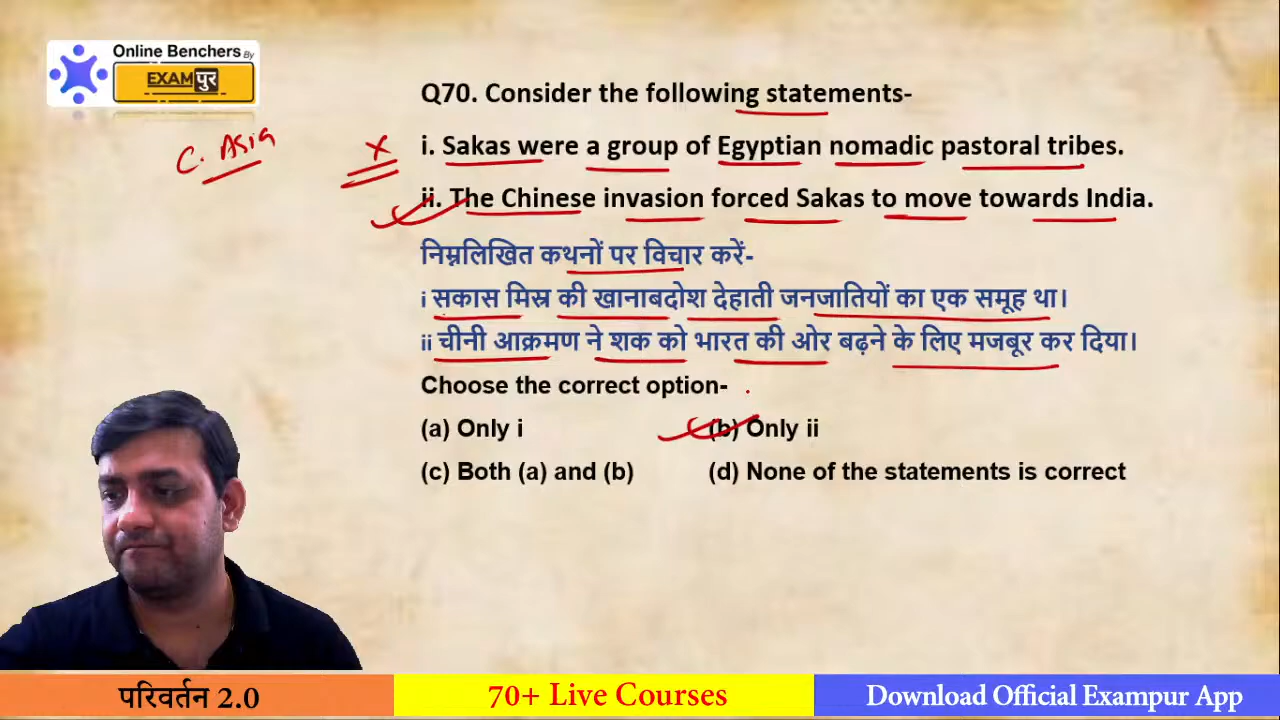 Online Benchers By
EXAMपुर
C. Asia
Q70. Consider the following statements-
i. Sakas were a group of Egyptian nomadic pastoral tribes.
ii. The Chinese invasion forced Sakas to move towards India.
निम्नलिखित कथनों पर विचार करें-
i सकास मिस्र की खानाबदोश देहाती जनजातियों का एक समूह था।
ii चीनी आक्रमण ने शक को भारत की ओर बढ़ने के लिए मजबूर कर दिया।
Choose the correct option-
(a) Only i (b) Only ii
(c) Both (a) and (b) (d) None of the statements is correct
परिवर्तन 2.0 70+ Live Courses Download Official Exampur App